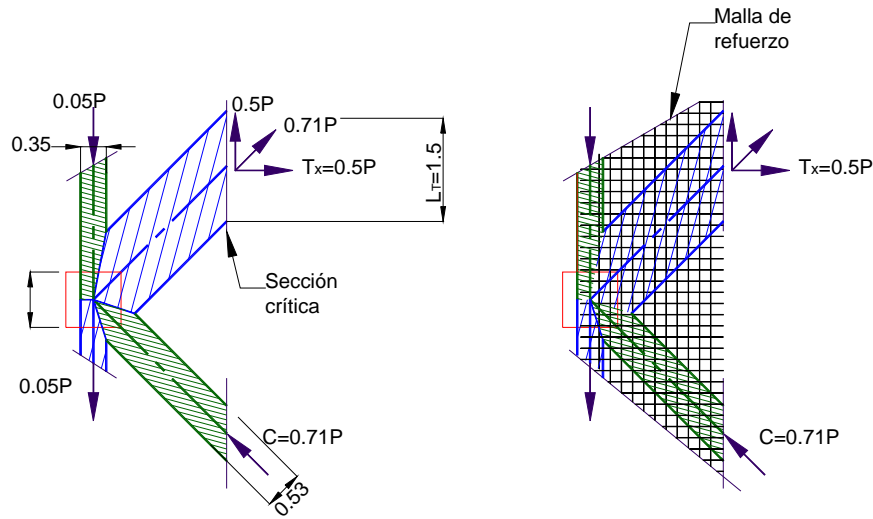 0.05P
0.5P
0.71P
0.35
Tx=0.5P
LT=1.5
Sección
crítica
0.05P
C=0.71P
0.53
Malla de
refuerzo
Tx=0.5P
C=0.71P